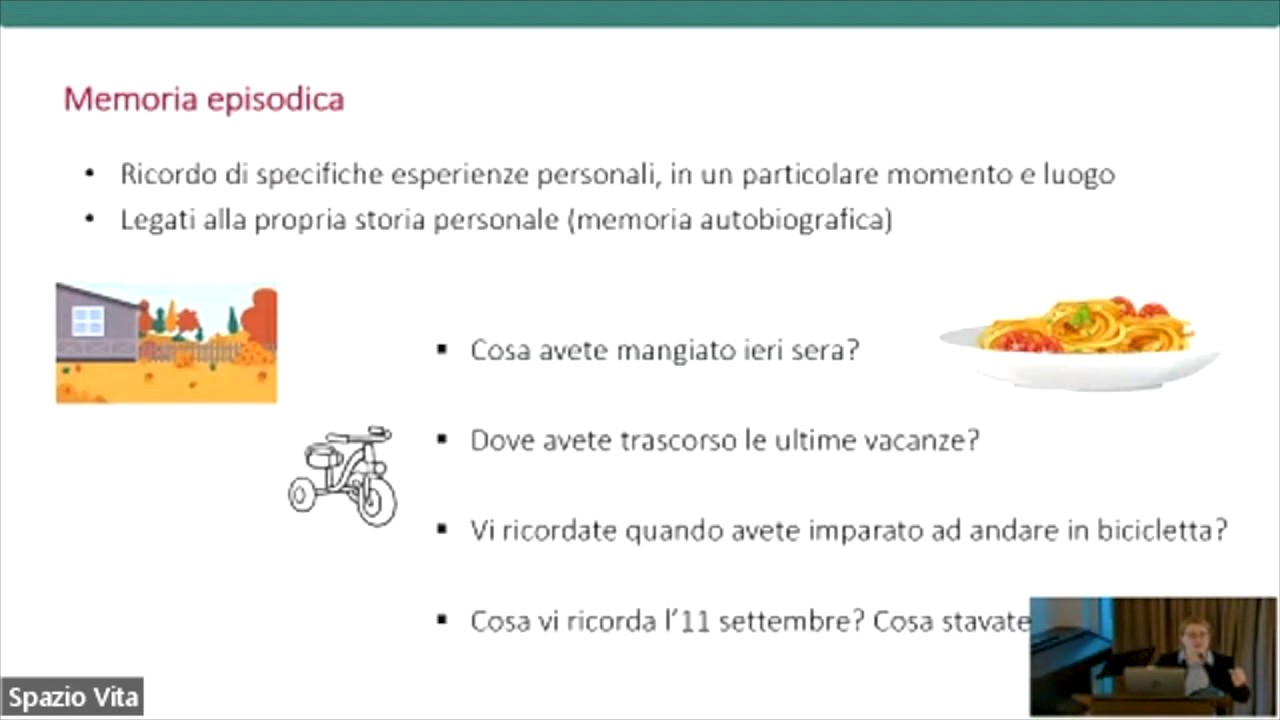 Memoria episodica
• Ricordo di specifiche esperienze personali, in un particolare momento e luogo
• Legati alla propria storia personale (memoria autobiografica)
▪ Cosa avete mangiato ieri sera?
▪ Dove avete trascorso le ultime vacanze?
▪ Vi ricordate quando avete imparato ad andare in bicicletta?
▪ Cosa vi ricorda l'11 settembre? Cosa stavate
Spazio Vita